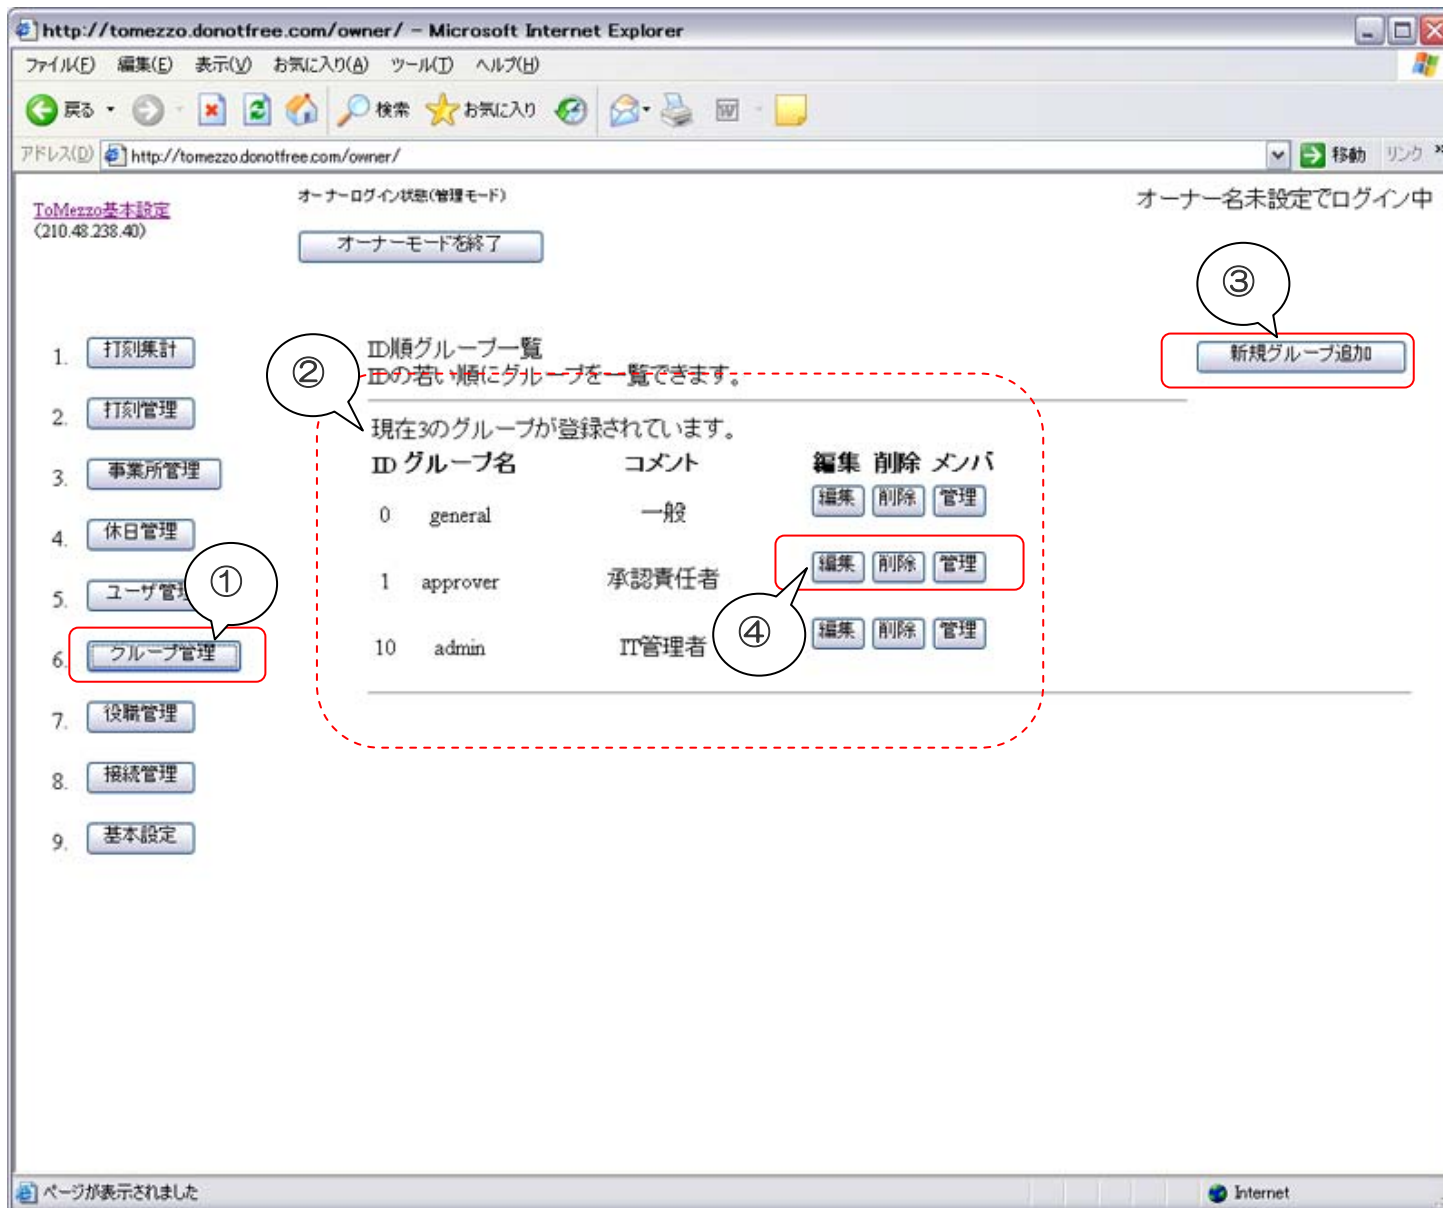 http://tomezzo.donotfree.com/owner/ - Microsoft Internet Explorer
ファイル(F) 編集(E) 表示(V) お気に入り(A) ツール(T) ヘルプ(H)
戻る 検索 お気に入り
アドレス(D) http://tomezzo.donotfree.com/owner/ 移動 リンク »
ToMezzo基本設定
(210.48.238.40)
オーナーログイン状態(管理モード)
オーナーモードを終了
オーナー名未設定でログイン中
③
新規グループ追加
1. 打刻集計
2. 打刻管理
3. 事業所管理
4. 休日管理
5. ユーザ管理
①
6. グループ管理
7. 役職管理
8. 接続管理
9. 基本設定
②
ID順グループ一覧
IDの若い順にグループを一覧できます。
現在3のグループが登録されています。
ID グループ名 コメント 編集 削除 メンバ
0 general 一般 編集 削除 管理
1 approver 承認責任者 編集 削除 管理
④
10 admin IT管理者 編集 削除 管理
ページが表示されました Internet